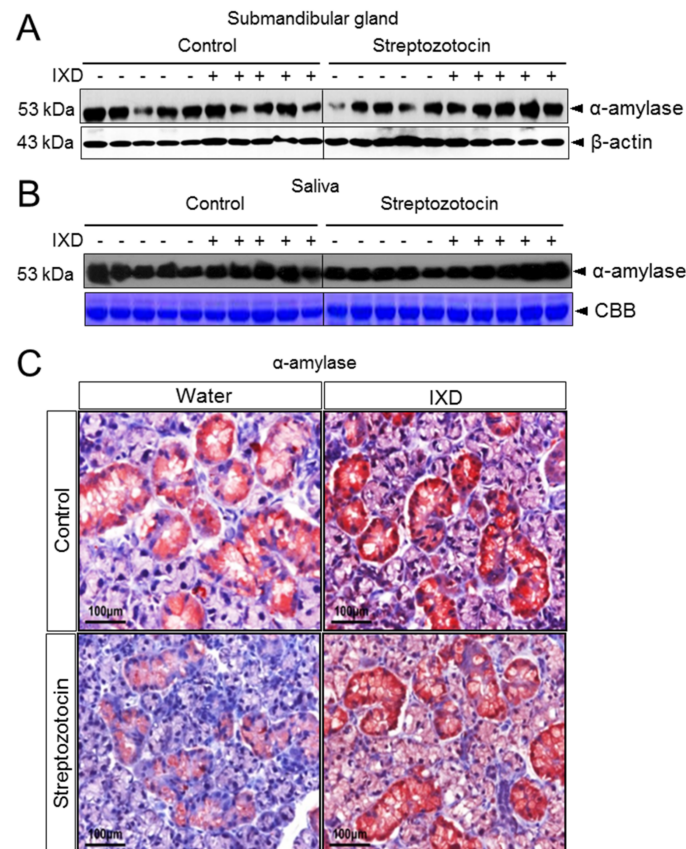 A
Submandibular gland
Control Streptozotocin
IXD - - - - - + + + + + - - - - - + + + + +
53 kDa ◄ α-amylase
43 kDa ◄ β-actin
B
Saliva
Control Streptozotocin
IXD - - - - - + + + + + - - - - - + + + + +
53 kDa ◄ α-amylase
◄ CBB
C
α-amylase
Water IXD
Control
100μm 100μm
Streptozotocin
100μm 100μm